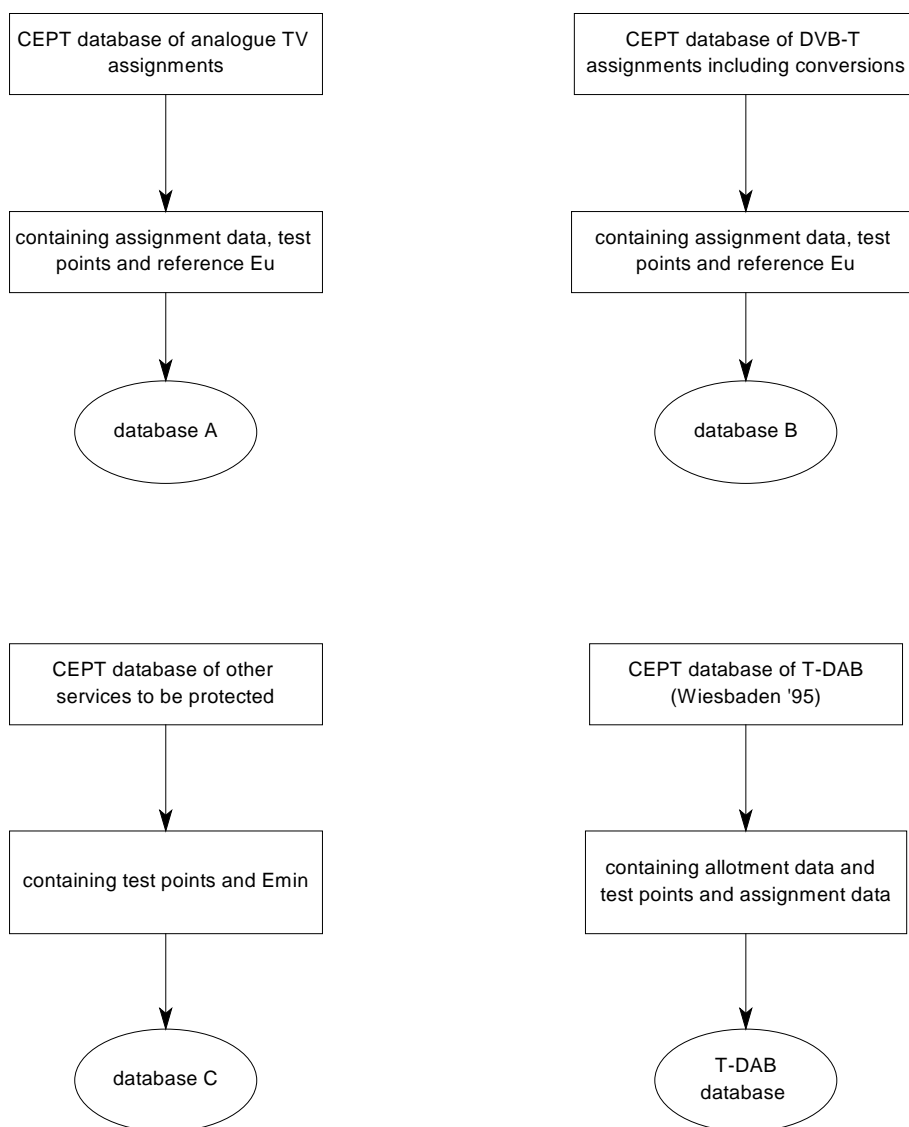 CEPT database of analogue TV
assignments
containing assignment data, test
points and reference Eu
database A
CEPT database of DVB-T
assignments including conversions
containing assignment data, test
points and reference Eu
database B
CEPT database of other
services to be protected
containing test points and Emin
database C
CEPT database of T-DAB
(Wiesbaden '95)
containing allotment data and
test points and assignment data
T-DAB
database